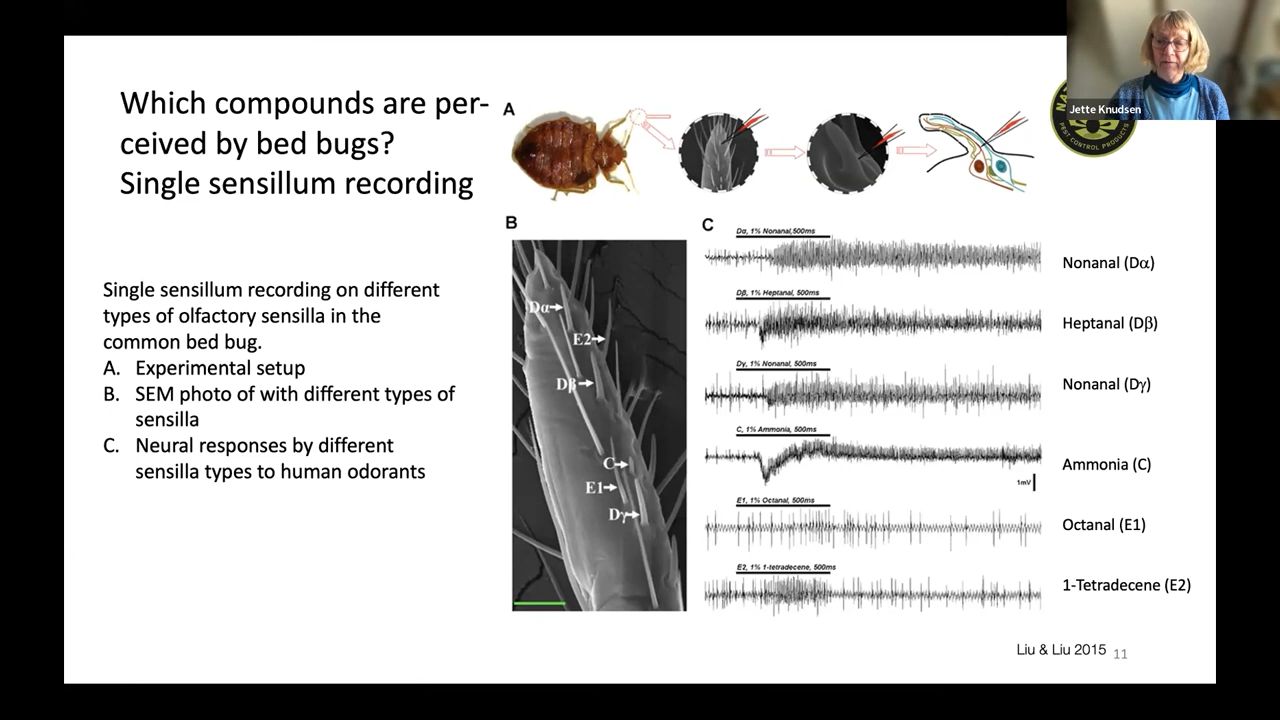 Which compounds are per-
ceived by bed bugs?
Single sensillum recording
Single sensillum recording on different
types of olfactory sensilla in the
common bed bug.
A. Experimental setup
B. SEM photo of with different types of
sensilla
C. Neural responses by different
sensilla types to human odorants
A
B
Dα
E2
Dβ
C
E1
Dγ
C
Dα, 1% Nonanal,500ms
Nonanal (Dα)
Dβ, 1% Heptanal, 500ms
Heptanal (Dβ)
Dγ, 1% Nonanal, 500ms
Nonanal (Dγ)
C, 1% Ammonia, 500ms
Ammonia (C)
1mV
E1, 1% Octanal, 500ms
Octanal (E1)
E2, 1% 1-tetradecene, 500ms
1-Tetradecene (E2)
Liu & Liu 2015
11
Jette Knudsen
PEST CONTROL PRODUCTS